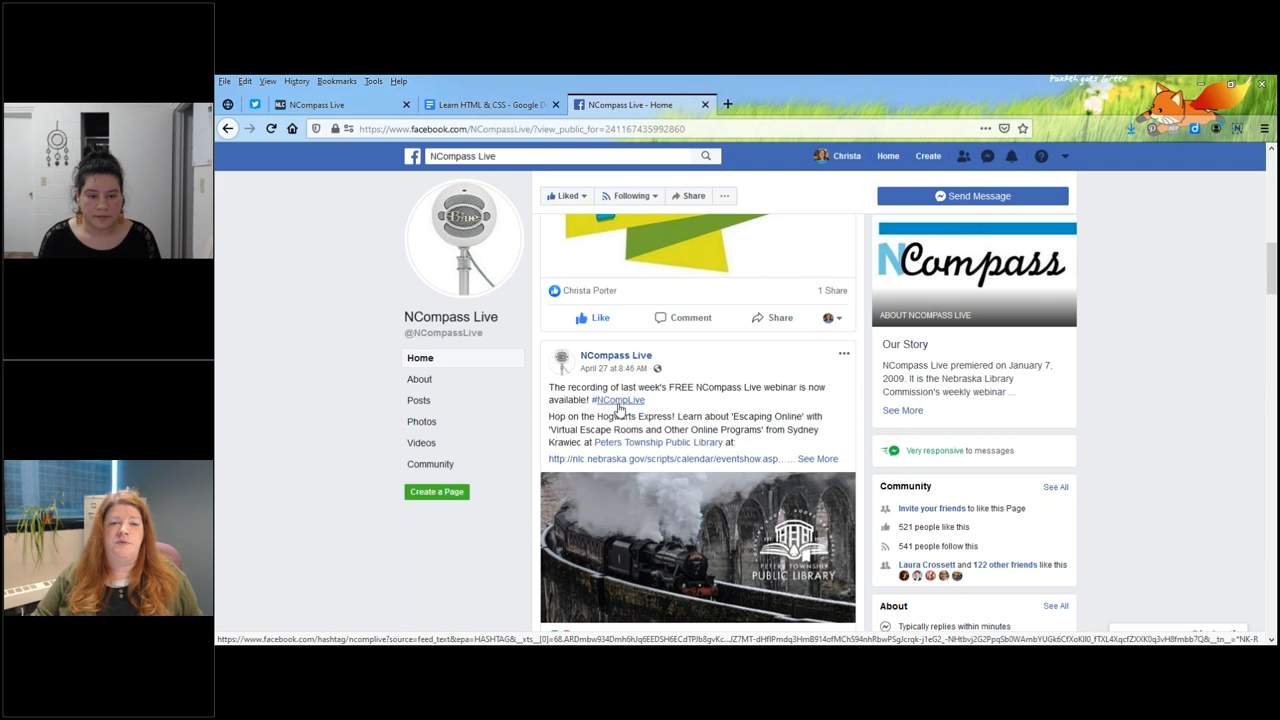 Foxkeh goes Green
File Edit View History Bookmarks Tools Help
NLC NCompass Live
Learn HTML & CSS - Google D
NCompass Live - Home
https://www.facebook.com/NCompassLive/?view_public_for=241167435992860
NCompass Live
Christa Home Create
Blue
Liked Following Share
Send Message
NCompass
ABOUT NCOMPASS LIVE
Christa Porter 1 Share
Like Comment Share
NCompass Live
@NCompassLive
Home
About
Posts
Photos
Videos
Community
Create a Page
NCompass Live
April 27 at 8:46 AM
The recording of last week's FREE NCompass Live webinar is now
available! #NCompLive
Hop on the Hogwarts Express! Learn about 'Escaping Online' with
'Virtual Escape Rooms and Other Online Programs' from Sydney
Krawiec at Peters Township Public Library at:
http://nlc.nebraska.gov/scripts/calendar/eventshow.asp...... See More
PETERS TOWNSHIP
PUBLIC LIBRARY
Our Story
NCompass Live premiered on January 7,
2009. It is the Nebraska Library
Commission's weekly webinar ...
See More
Very responsive to messages
Community See All
Invite your friends to like this Page
521 people like this
541 people follow this
Laura Crossett and 122 other friends like this
About See All
Typically replies within minutes